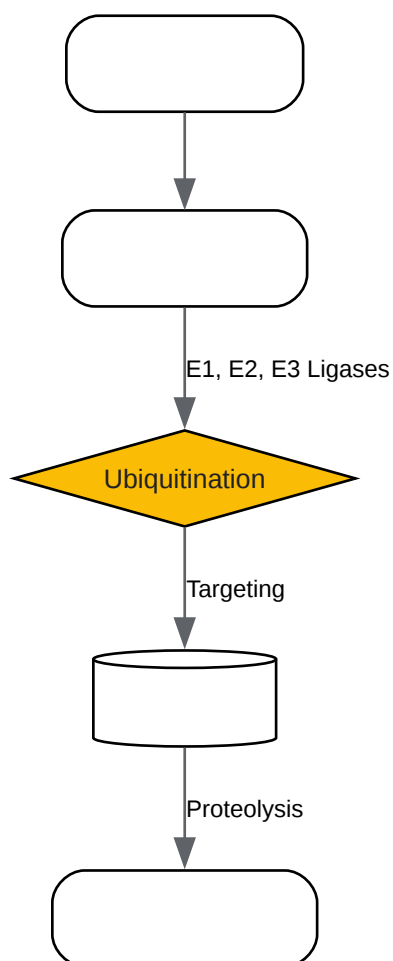 E1, E2, E3 Ligases
Ubiquitination
Targeting
Proteolysis